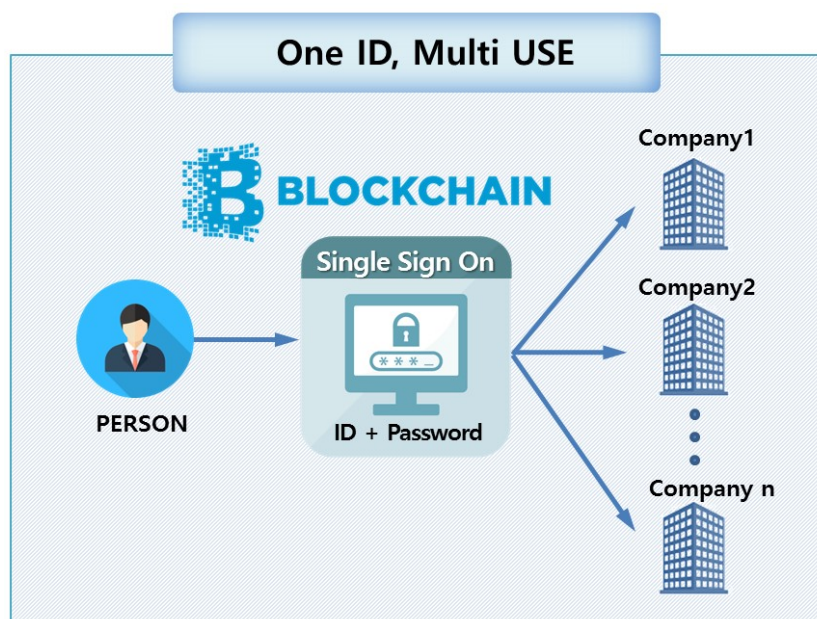 One ID, Multi USE
Company1
BLOCKCHAIN
Single Sign On
Company2
* * * _
PERSON
ID + Password
Company n